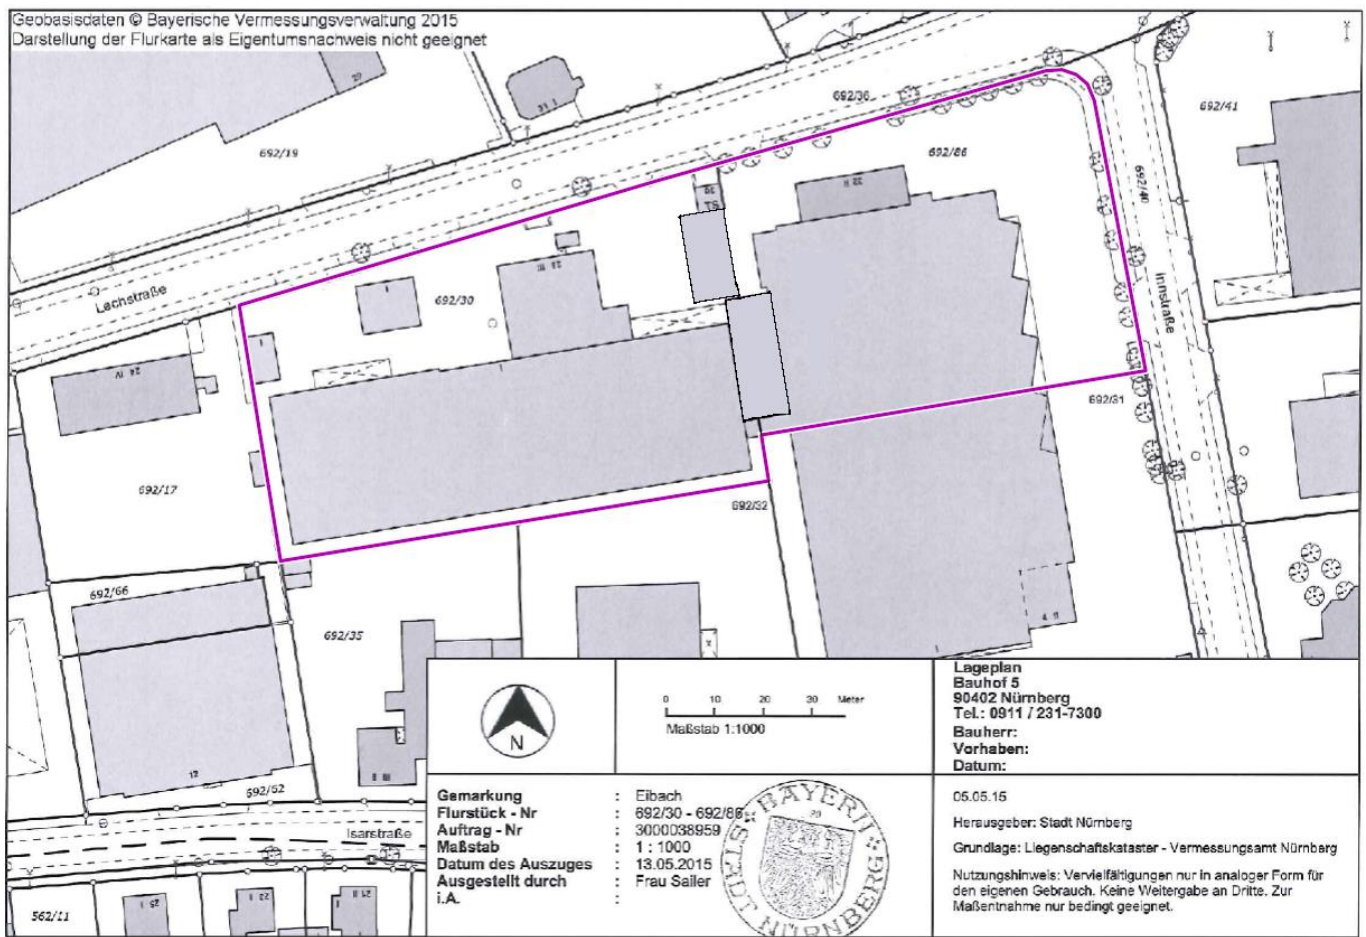 Geobasisdaten © Bayerische Vermessungsverwaltung 2015
Darstellung der Flurkarte als Eigentumsnachweis nicht geeignet
692/19
692/36
692/41
692/86
692/40
Lechstraße
692/30
Innstraße
692/31
692/17
692/32
692/66
692/35
12
692/62
Isarstraße
562/11
N
0 10 20 30 Meter
Maßstab 1:1000
Lageplan
Bauhof 5
90402 Nürnberg
Tel.: 0911 / 231-7300
Bauherr:
Vorhaben:
Datum:
Gemarkung : Eibach
Flurstück - Nr : 692/30 - 692/86
Auftrag - Nr : 3000038959
Maßstab : 1 : 1000
Datum des Auszuges : 13.05.2015
Ausgestellt durch : Frau Sailer
i.A. :
BAYERN
STADT NÜRNBERG
05.05.15
Herausgeber: Stadt Nürnberg
Grundlage: Liegenschaftskataster - Vermessungsamt Nürnberg
Nutzungshinweis: Vervielfältigungen nur in analoger Form für
den eigenen Gebrauch. Keine Weitergabe an Dritte. Zur
Maßentnahme nur bedingt geeignet.